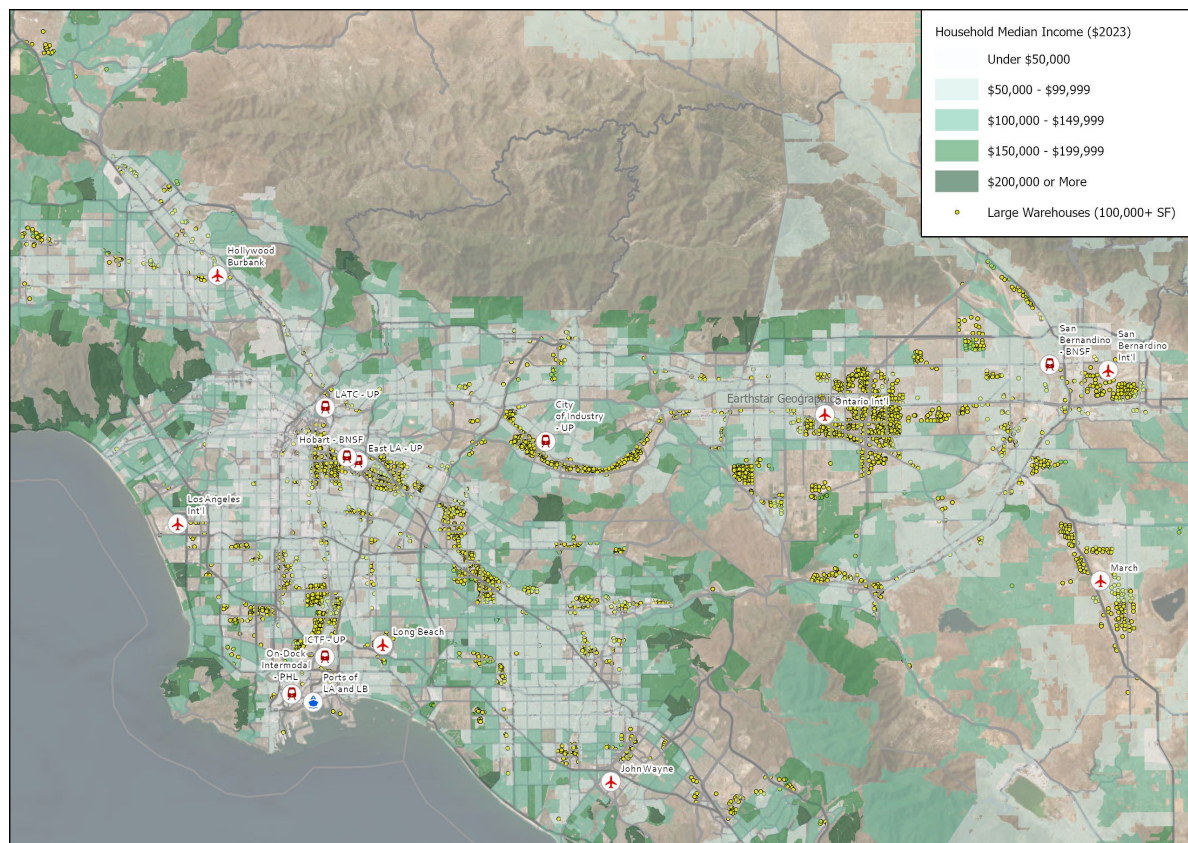 Household Median Income ($2023)
Under $50,000
$50,000 - $99,999
$100,000 - $149,999
$150,000 - $199,999
$200,000 or More
Large Warehouses (100,000+ SF)
Hollywood
Burbank
San
Bernandino
- BNSF
San
Bernardino
Int'l
LATC - UP
Earthstar Geographics
Ontario Int'l
City
of Industry
- UP
Hobart - BNSF
East LA - UP
Los Angeles
Int'l
March
ICTF - UP
Long Beach
On-Dock
Intermodal
- PHL
Ports of
LA and LB
John Wayne